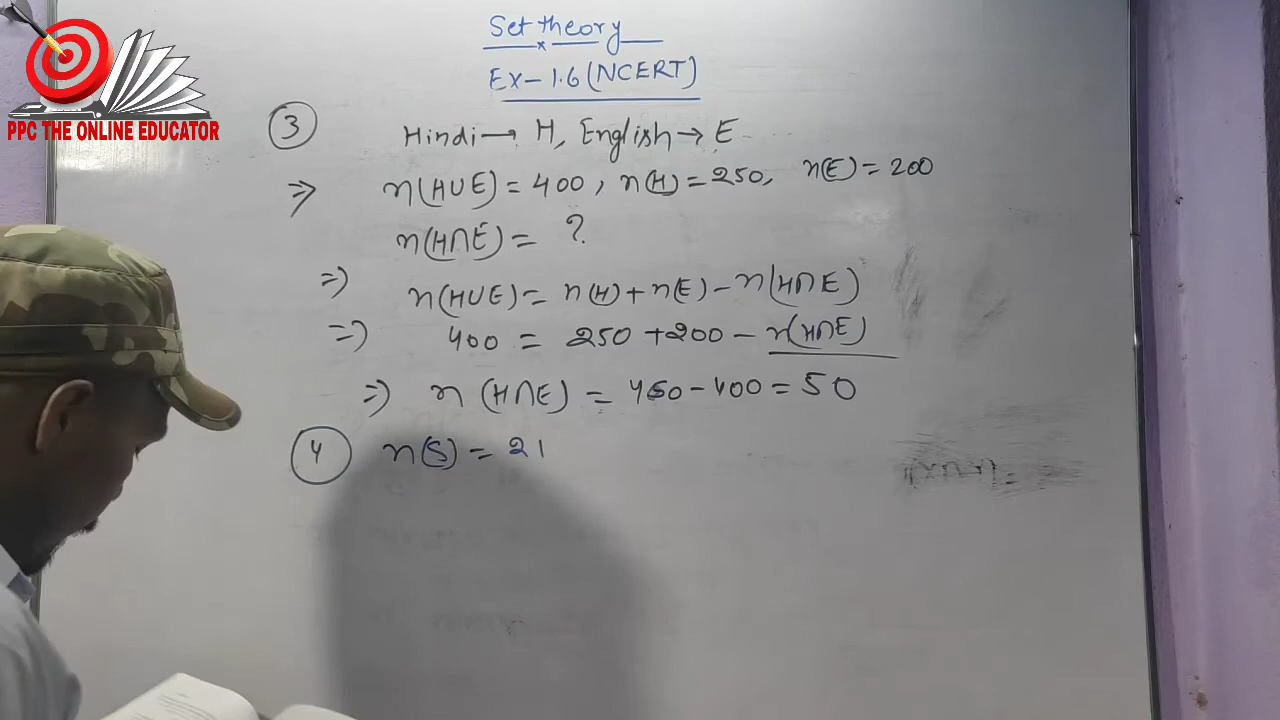 Set theory
Ex-1.6 (NCERT)
PPC THE ONLINE EDUCATOR
3 Hindi → H, English → E
⇒ n(H∪E) = 400, n(H) = 250, n(E) = 200
n(H∩E) = ?
⇒ n(H∪E) = n(H) + n(E) - n(H∩E)
⇒ 400 = 250 + 200 - n(H∩E)
⇒ n(H∩E) = 450 - 400 = 50
4 n(S) = 21